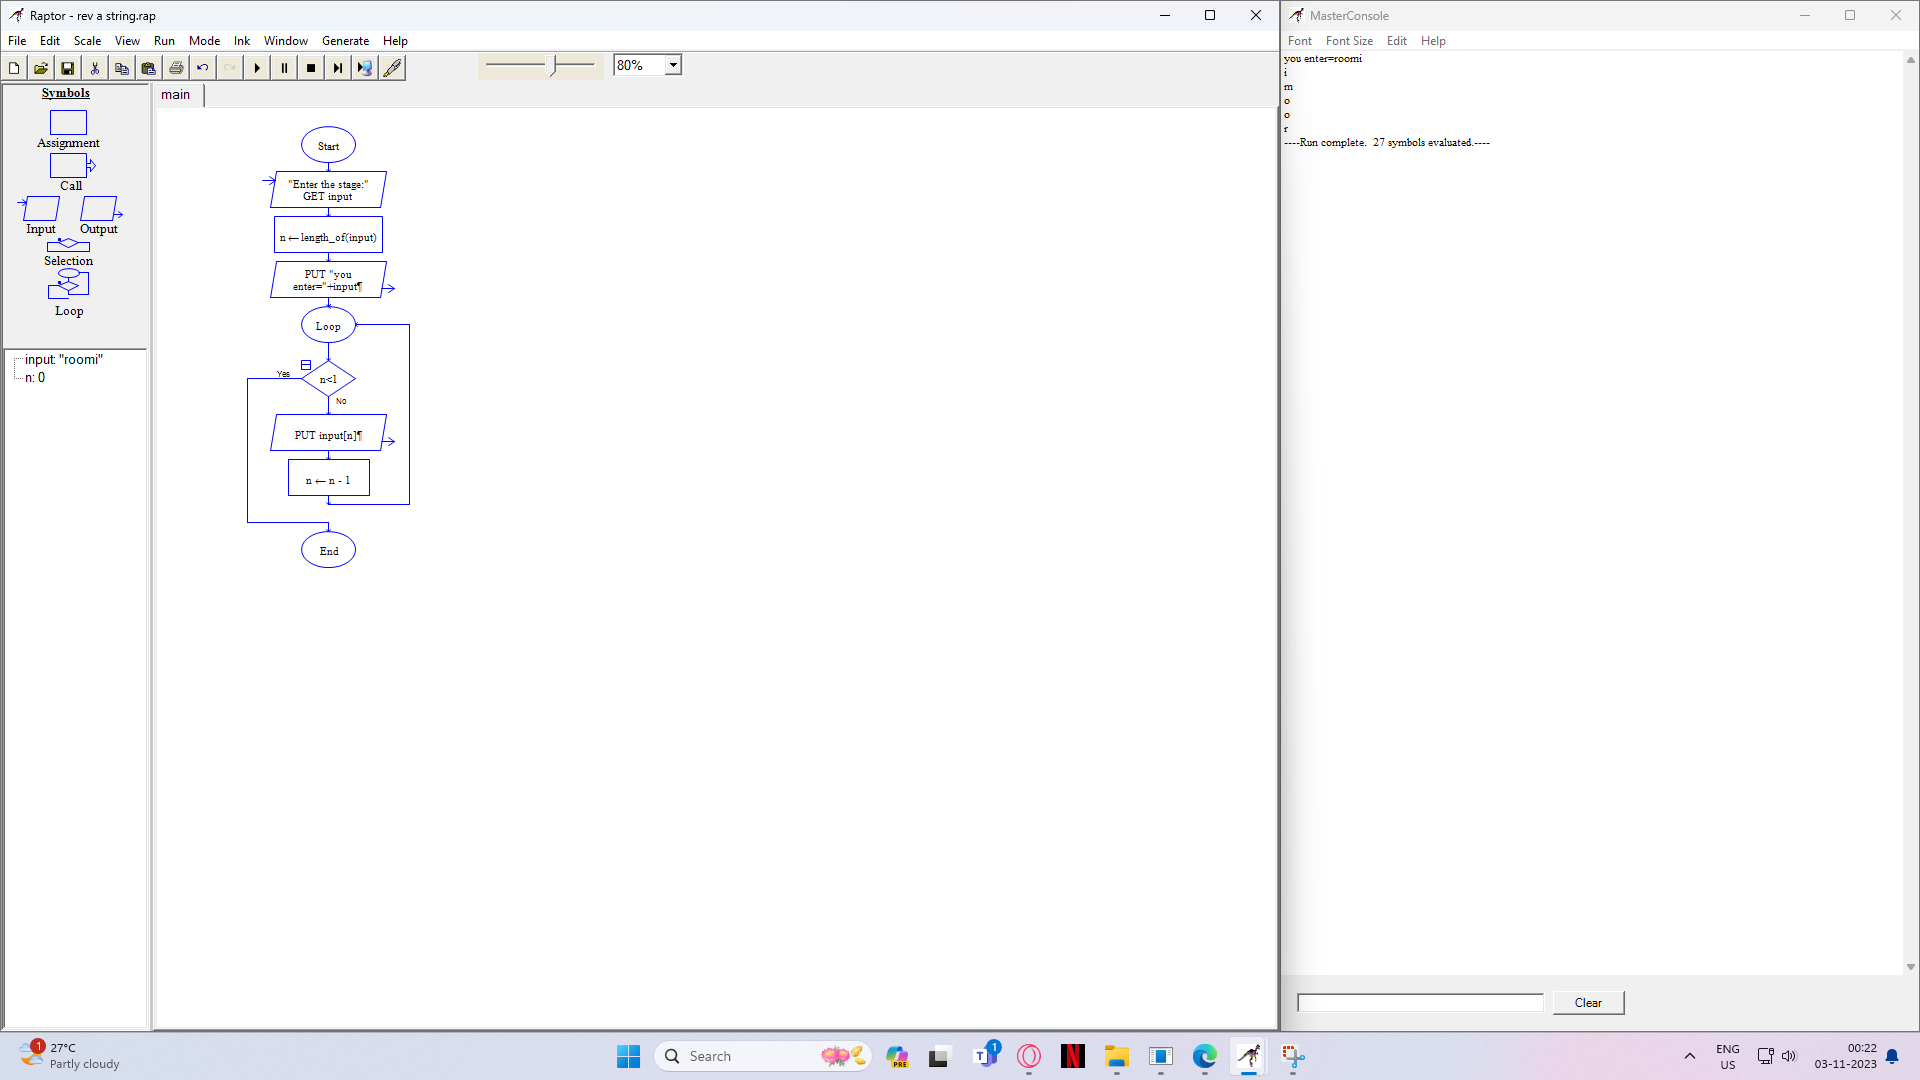 Raptor - rev a string.rap
File Edit Scale View Run Mode Ink Window Generate Help
80%
Symbols
Assignment
Call
Input Output
Selection
Loop
input: "roomi"
n: 0
main
Start
"Enter the stage:"
GET input
n ← length_of(input)
PUT "you
enter="+input¶
Loop
Yes
n<1
No
PUT input[n]¶
n ← n - 1
End
MasterConsole
Font Font Size Edit Help
you enter=roomi
i
m
o
o
r
----Run complete.  27 symbols evaluated.----
Clear
1
27°C
Partly cloudy
Search
PRE
T
1
N
ENG
US
00:22
03-11-2023